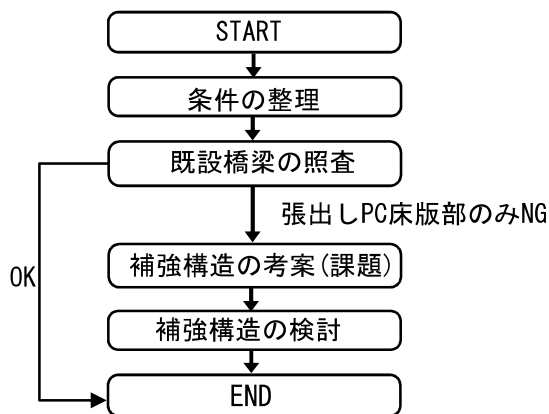 START
条件の整理
既設橋梁の照査
張出しPC床版部のみNG
補強構造の考案(課題)
OK
補強構造の検討
END